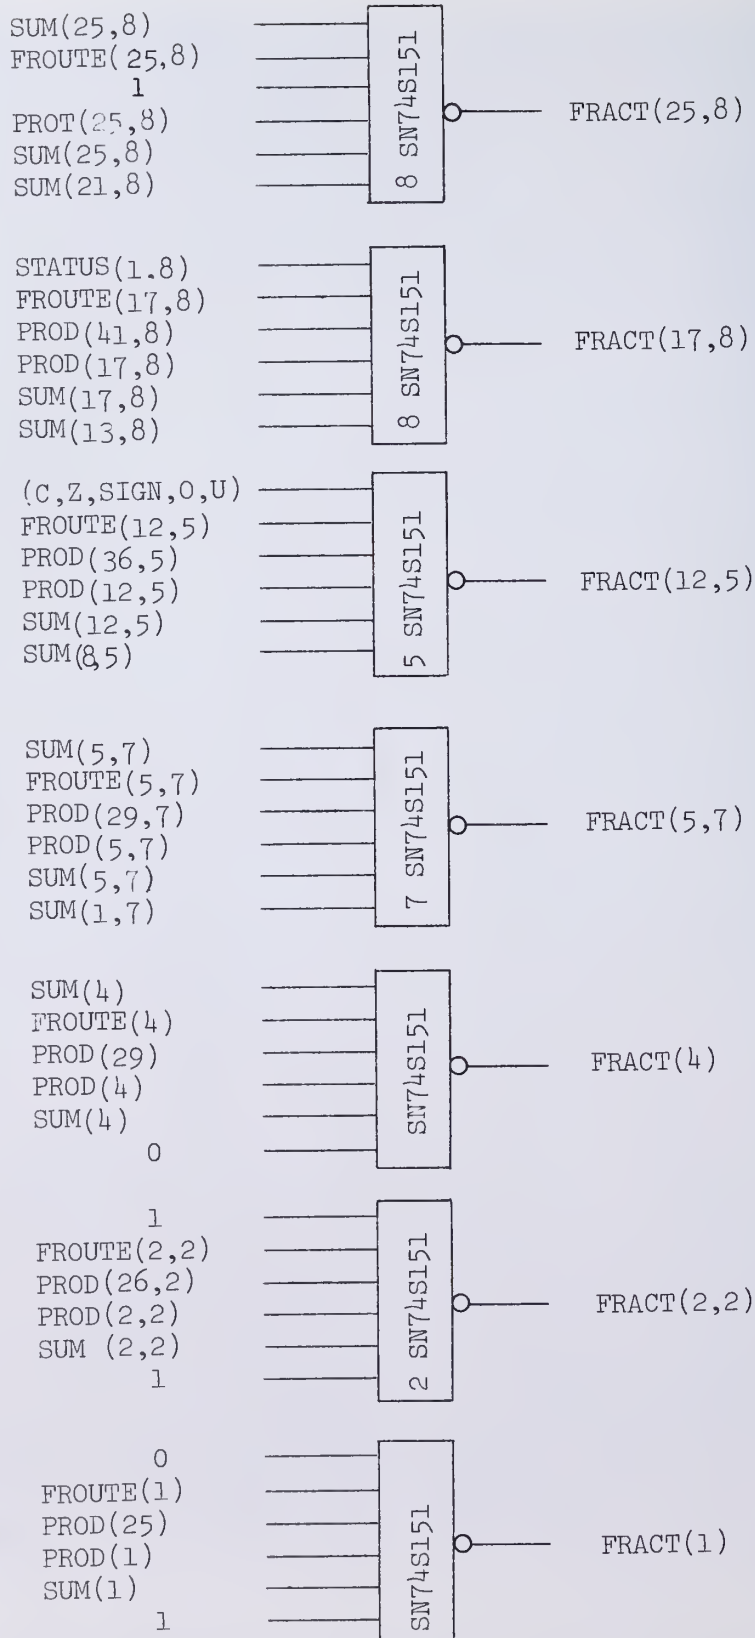 SUM(25,8)
FROUTE(25,8)
1
PROT(25,8)
SUM(25,8)
SUM(21,8)
8 SN74S151
FRACT(25,8)
STATUS(1.8)
FROUTE(17,8)
PROD(41,8)
PROD(17,8)
SUM(17,8)
SUM(13,8)
8 SN74S151
FRACT(17,8)
(C,Z,SIGN,O,U)
FROUTE(12,5)
PROD(36,5)
PROD(12,5)
SUM(12,5)
SUM(8,5)
5 SN74S151
FRACT(12,5)
SUM(5,7)
FROUTE(5,7)
PROD(29,7)
PROD(5,7)
SUM(5,7)
SUM(1,7)
7 SN74S151
FRACT(5,7)
SUM(4)
FROUTE(4)
PROD(29)
PROD(4)
SUM(4)
0
SN74S151
FRACT(4)
1
FROUTE(2,2)
PROD(26,2)
PROD(2,2)
SUM (2,2)
1
2 SN74S151
FRACT(2,2)
0
FROUTE(1)
PROD(25)
PROD(1)
SUM(1)
1
SN74S151
FRACT(1)